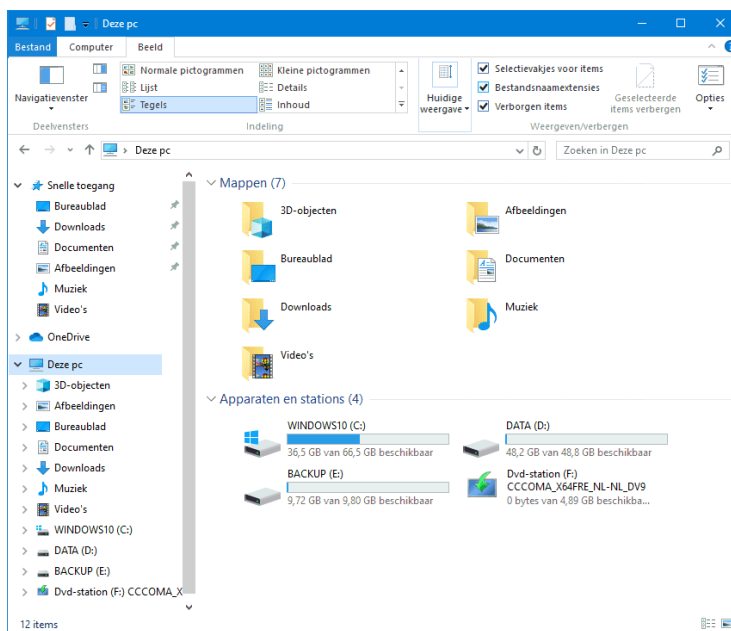 Deze pc
Bestand Computer Beeld
Navigatievenster
Normale pictogrammen Kleine pictogrammen
Lijst Details
Tegels Inhoud
Huidige weergave
Selectievakjes voor items
Bestandsnaamextensies
Verborgen items
Geselecteerde items verbergen
Opties
Deelvensters Indeling Weergeven/verbergen
Deze pc
Zoeken in Deze pc
Snelle toegang
Bureaublad
Downloads
Documenten
Afbeeldingen
Muziek
Video's
OneDrive
Deze pc
3D-objecten
Afbeeldingen
Bureaublad
Documenten
Downloads
Muziek
Video's
WINDOWS10 (C:)
DATA (D:)
BACKUP (E:)
Dvd-station (F:) CCCOMA_X
Mappen (7)
3D-objecten Afbeeldingen
Bureaublad Documenten
Downloads Muziek
Video's
Apparaten en stations (4)
WINDOWS10 (C:)
36,5 GB van 66,5 GB beschikbaar
DATA (D:)
48,2 GB van 48,8 GB beschikbaar
BACKUP (E:)
9,72 GB van 9,80 GB beschikbaar
Dvd-station (F:)
CCCOMA_X64FRE_NL-NL_DV9
0 bytes van 4,89 GB beschikba...
12 items